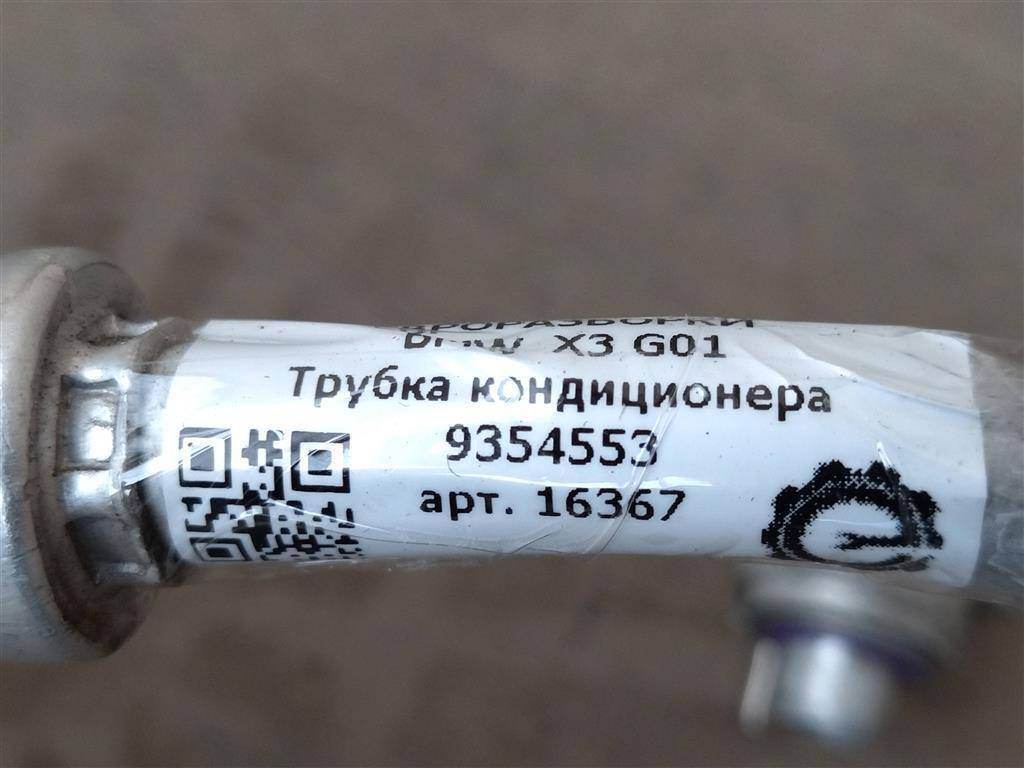 X3 G01
Трубка кондиционера
9354553
арт. 16367